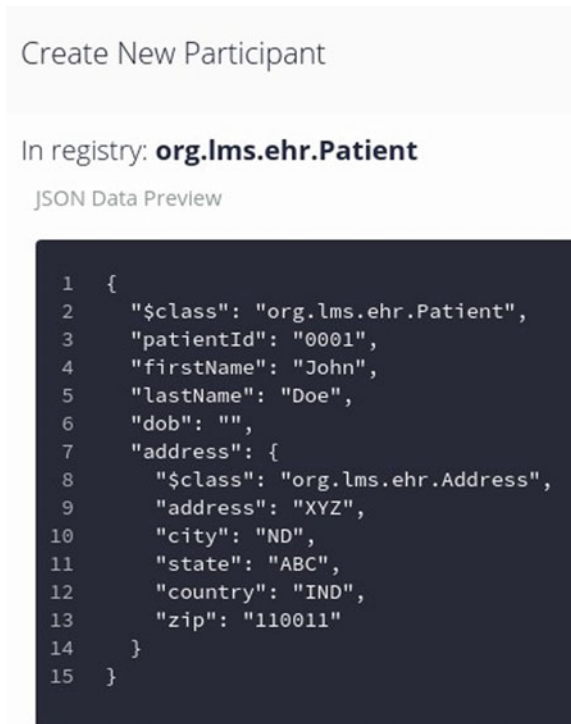 Create New Participant
In registry: org.lms.ehr.Patient
JSON Data Preview
1 {
2 "$class": "org.lms.ehr.Patient",
3 "patientId": "0001",
4 "firstName": "John",
5 "lastName": "Doe",
6 "dob": "",
7 "address": {
8 "$class": "org.lms.ehr.Address",
9 "address": "XYZ",
10 "city": "ND",
11 "state": "ABC",
12 "country": "IND",
13 "zip": "110011"
14 }
15 }